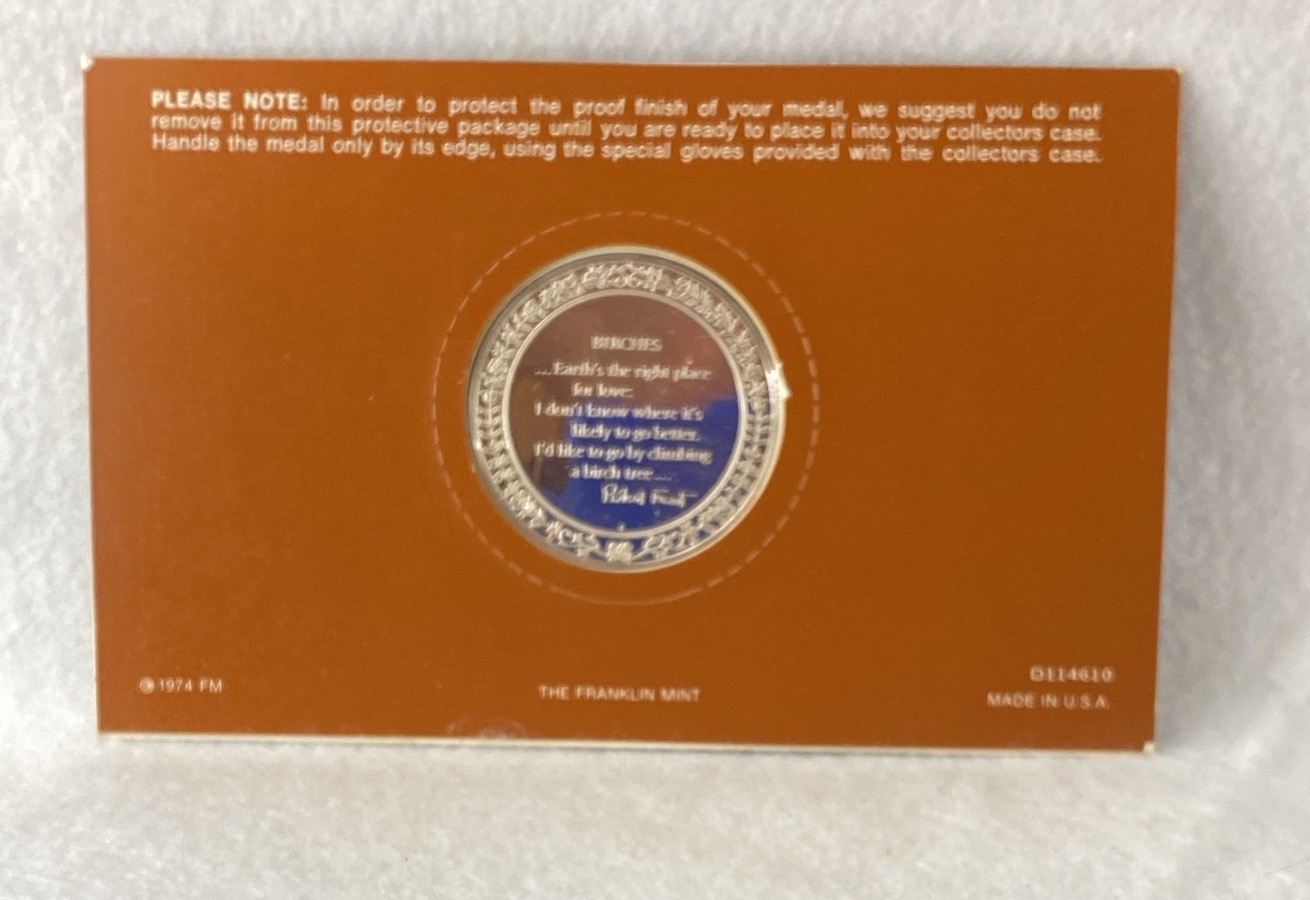 PLEASE NOTE: In order to protect the proof finish of your medal, we suggest you do not
remove it from this protective package until you are ready to place it into your collectors case.
Handle the medal only by its edge, using the special gloves provided with the collectors case.
BIRCHES
...Earth's the right place
for love:
I don't know where it's
likely to go better.
I'd like to go by climbing
a birch tree....
Robert Frost
© 1974 FM
THE FRANKLIN MINT
D114610
MADE IN U.S.A.